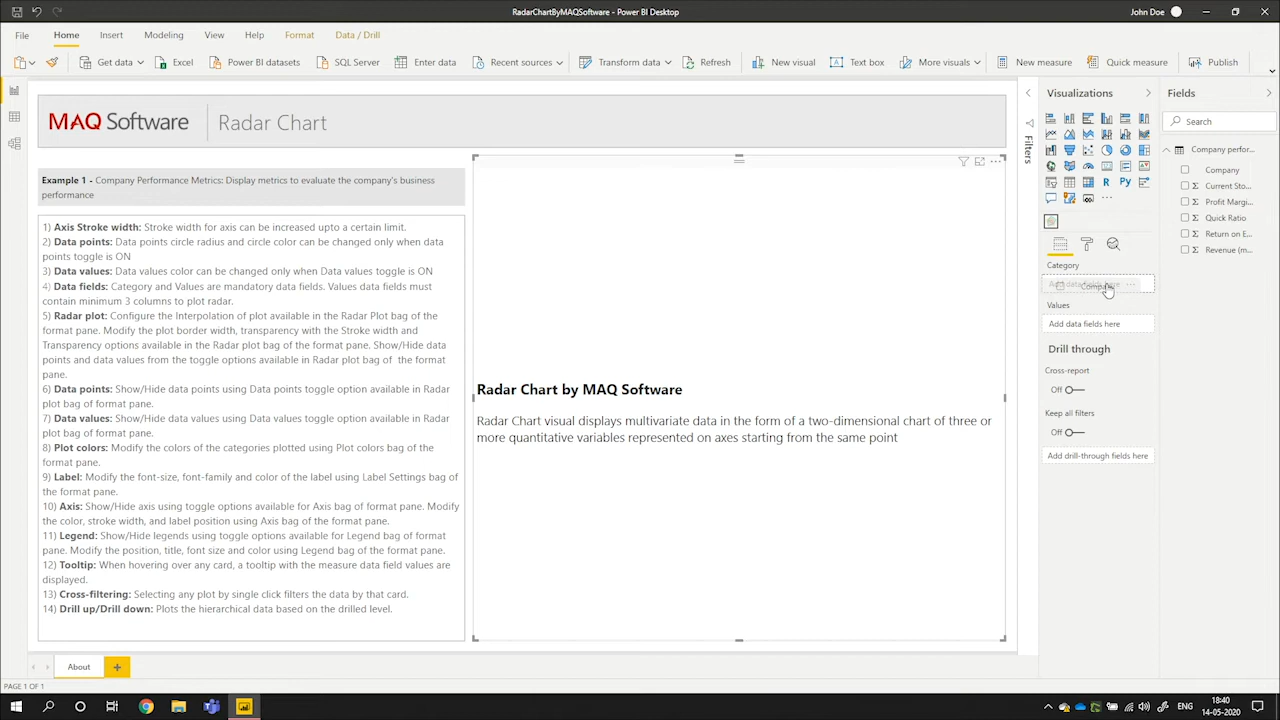 RadarChartByMAQSoftware - Power BI Desktop
John Doe
File Home Insert Modeling View Help Format Data / Drill
Get data Excel Power BI datasets SQL Server Enter data Recent sources Transform data Refresh New visual Text box More visuals New measure Quick measure Publish
MAQ Software Radar Chart
Example 1 - Company Performance Metrics: Display metrics to evaluate the company's business
performance
1) Axis Stroke width: Stroke width for axis can be increased upto a certain limit.
2) Data points: Data points circle radius and circle color can be changed only when data
points toggle is ON
3) Data values: Data values color can be changed only when Data values toggle is ON
4) Data fields: Category and Values are mandatory data fields. Values data fields must
contain minimum 3 columns to plot radar.
5) Radar plot: Configure the Interpolation of plot available in the Radar Plot bag of the
format pane. Modify the plot border width, transparency with the Stroke width and
Transparency options available in the Radar plot bag of the format pane. Show/Hide data
points and data values from the toggle options available in Radar plot bag of the format
pane.
6) Data points: Show/Hide data points using Data points toggle option available in Radar
plot bag of format pane.
7) Data values: Show/Hide data values using Data values toggle option available in Radar
plot bag of format pane.
8) Plot colors: Modify the colors of the categories plotted using Plot colors bag of the
format pane.
9) Label: Modify the font-size, font-family and color of the label using Label Settings bag of
the format pane.
10) Axis: Show/Hide axis using toggle options available for Axis bag of format pane. Modify
the color, stroke width, and label position using Axis bag of the format pane.
11) Legend: Show/Hide legends using toggle options available for Legend bag of format
pane. Modify the position, title, font size and color using Legend bag of the format pane.
12) Tooltip: When hovering over any card, a tooltip with the measure data field values are
displayed.
13) Cross-filtering: Selecting any plot by single click filters the data by that card.
14) Drill up/Drill down: Plots the hierarchical data based on the drilled level.
Radar Chart by MAQ Software
Radar Chart visual displays multivariate data in the form of a two-dimensional chart of three or
more quantitative variables represented on axes starting from the same point
Filters
Visualizations
R Py
Category
Add data fields here
Values
Add data fields here
Drill through
Cross-report
Off
Keep all filters
Off
Add drill-through fields here
Fields
Search
Company perfor...
Company
Current Sto...
Profit Margi...
Quick Ratio
Return on E...
Revenue (m...
About
PAGE 1 OF 1
ENG
18:40
14-05-2020